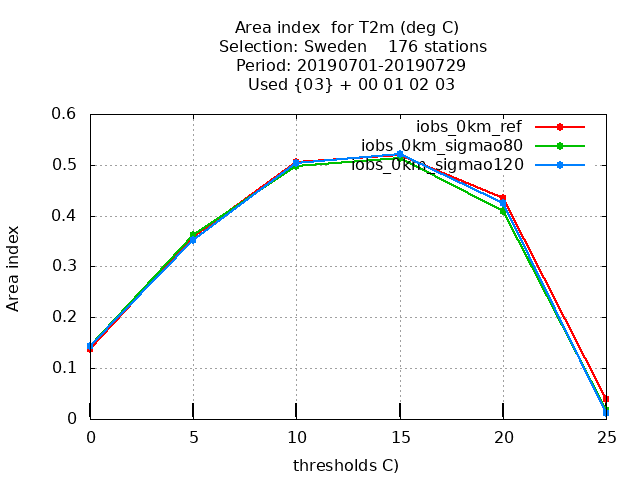 Area index  for T2m (deg C)
Selection: Sweden    176 stations
Period: 20190701-20190729
Used {03} + 00 01 02 03
iobs_0km_ref
iobs_0km_sigmao80
iobs_0km_sigmao120
Area index
0.6
0.5
0.4
0.3
0.2
0.1
0
0 5 10 15 20 25
thresholds C)